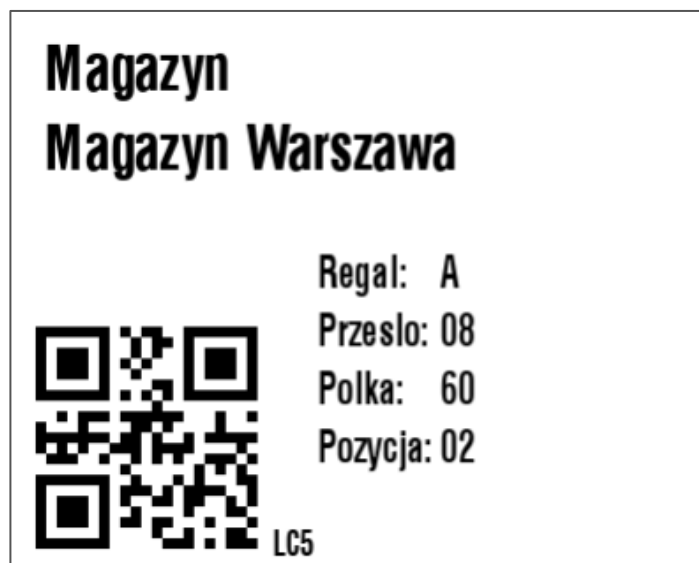 Magazyn
Magazyn Warszawa
Regal: A
Przeslo: 08
Polka: 60
Pozycja: 02
LC5